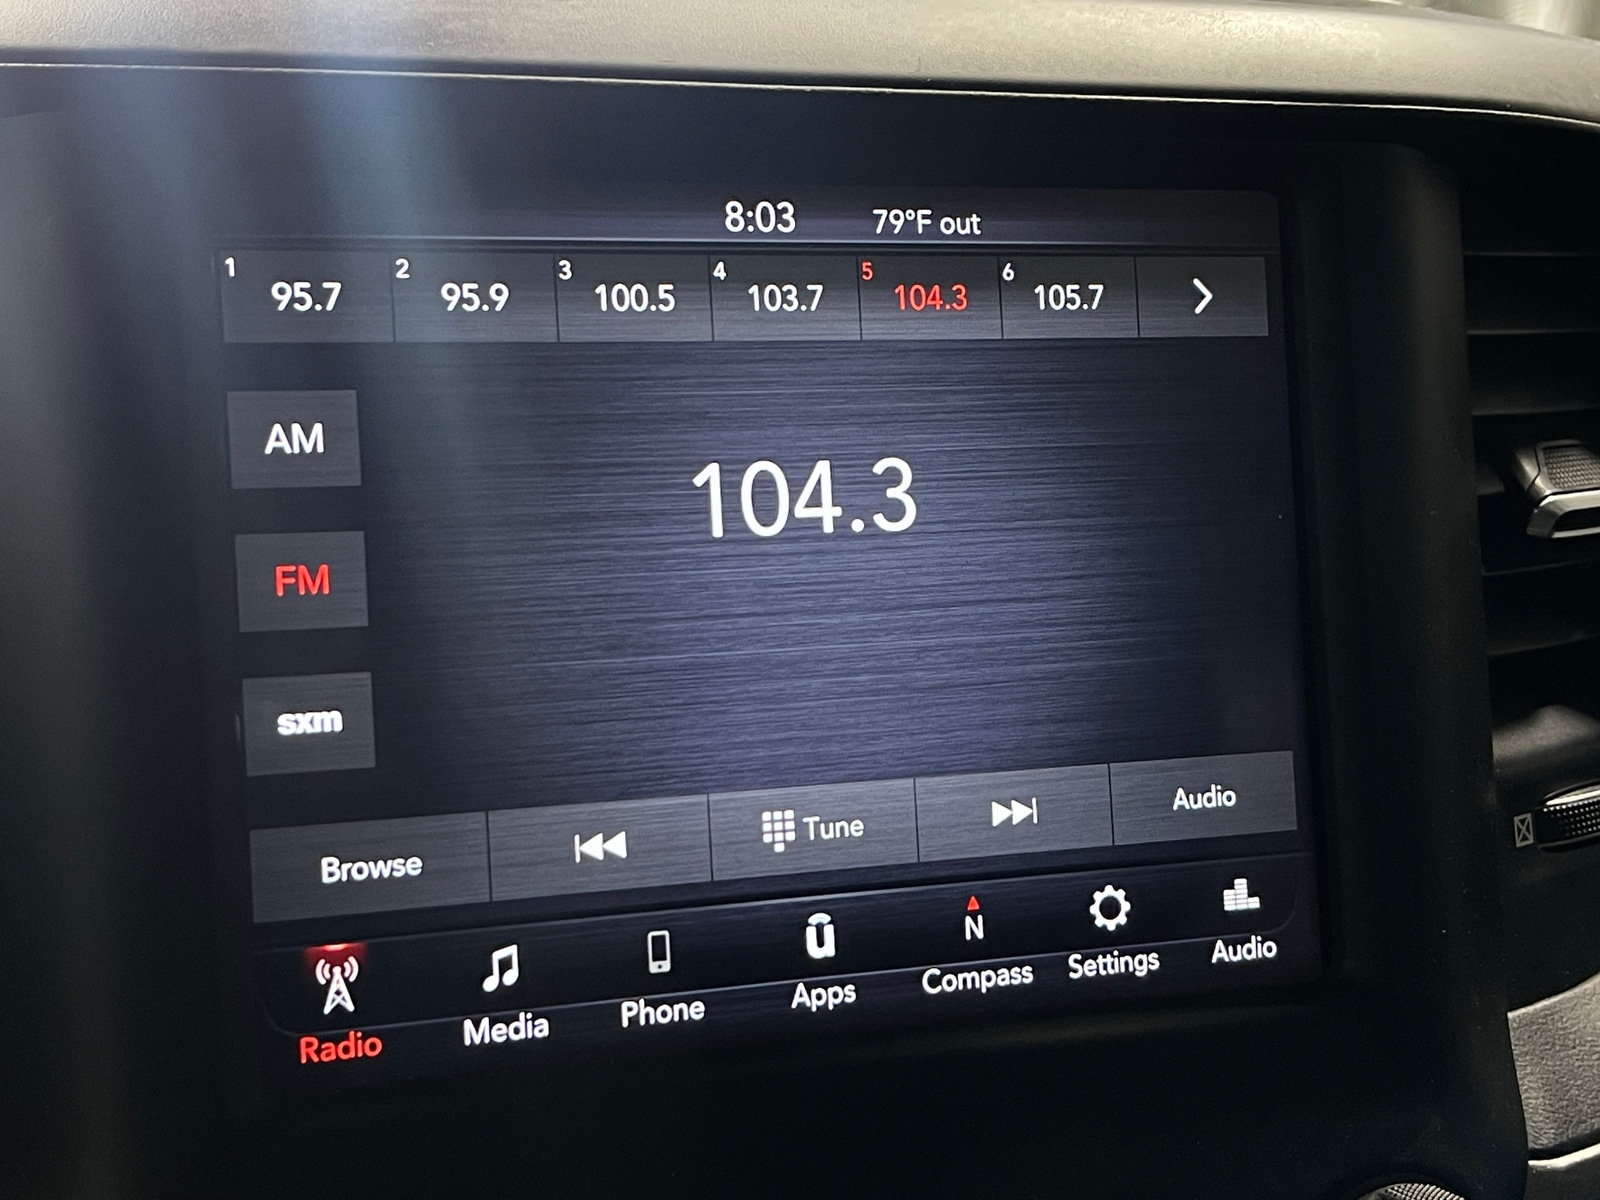 8:03 79°F out
1 95.7 2 95.9 3 100.5 4 103.7 5 104.3 6 105.7
AM
104.3
FM
sxm
Browse Tune Audio
N
Radio Media Phone Apps Compass Settings Audio